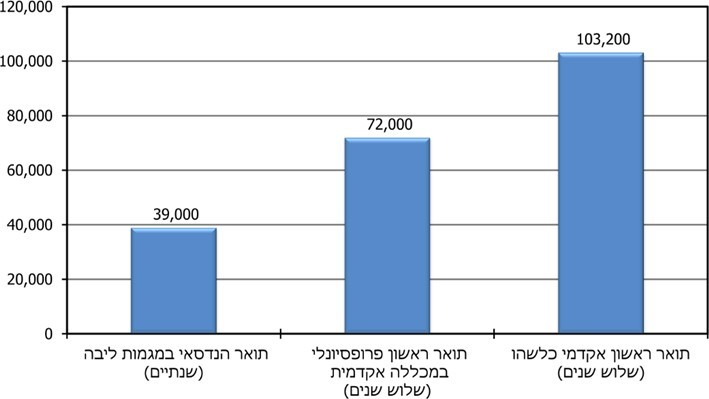 120,000
100,000
80,000
60,000
40,000
20,000
0
103,200
72,000
39,000
תואר ראשון אקדמי כלשהו
(שלוש שנים)
תואר ראשון פרופסיונלי
במכללה אקדמית
(שלוש שנים)
תואר הנדסאי במגמות ליבה
(שנתיים)